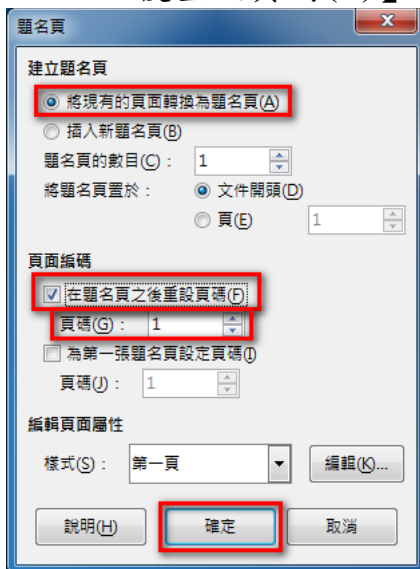 題名頁
建立題名頁
將現有的頁面轉換為題名頁(A)
插入新題名頁(B)
題名頁的數目(C)： 1
將題名頁置於： 文件開頭(D)
頁(E) 1
頁面編碼
在題名頁之後重設頁碼(F)
頁碼(G)： 1
為第一張題名頁設定頁碼(I)
頁碼(J)： 1
編輯頁面屬性
樣式(S)： 第一頁 編輯(K)...
說明(H) 確定 取消